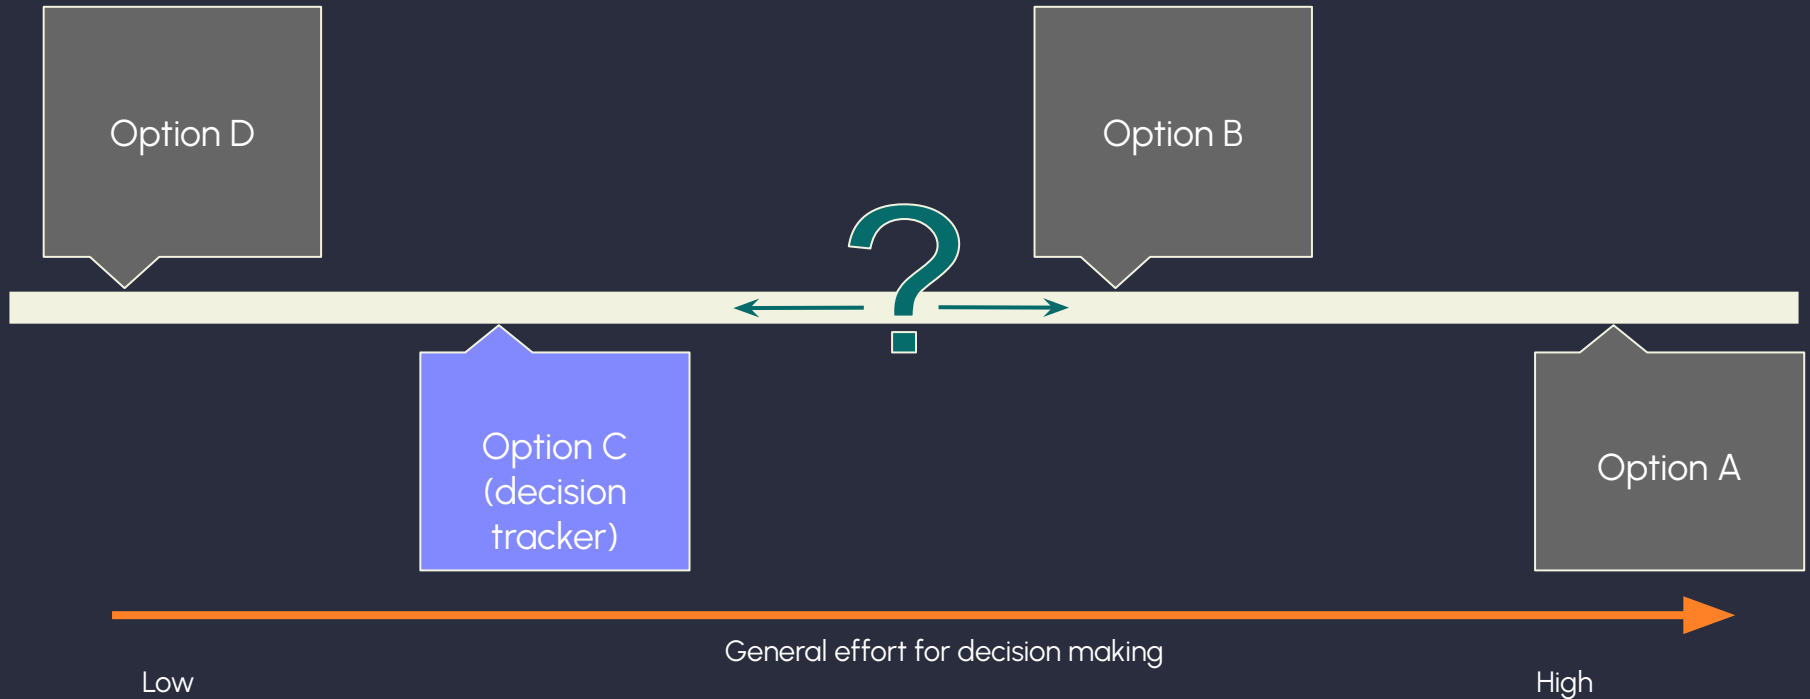 Option D
Option B
?
Option C
(decision
tracker)
Option A
General effort for decision making
Low
High